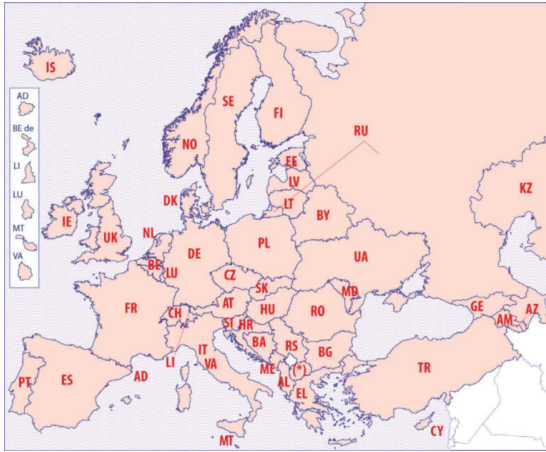 IS
AD
BE de
LI
LU
MT
VA
SE
FI
NO
RU
EE
LV
LT
DK
KZ
IE
UK
NL
BE
LU
DE
PL
BY
UA
CZ
SK
MD
FR
CH
AT
HU
RO
SI
HR
BA
RS
BG
GE
AM
AZ
PT
ES
AD
LI
IT
VA
ME
(*)
AL
EL
TR
MT
CY